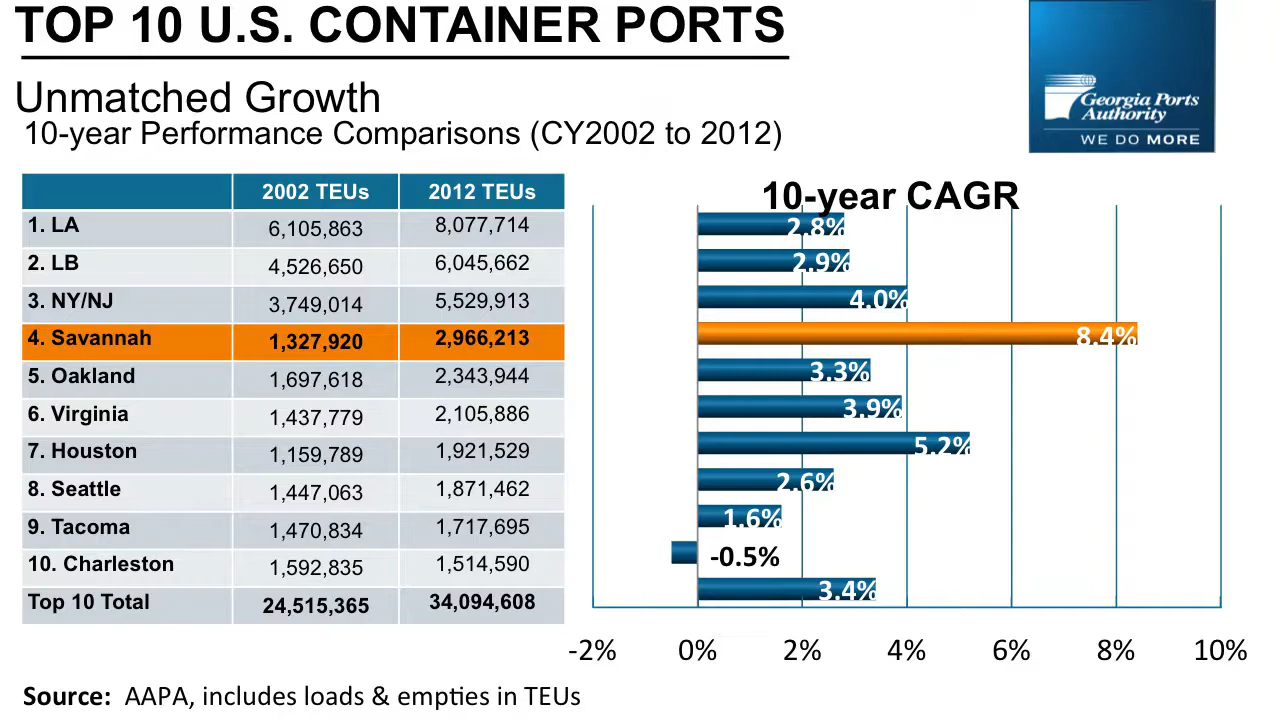 TOP 10 U.S. CONTAINER PORTS
Unmatched Growth
10-year Performance Comparisons (CY2002 to 2012)
Georgia Ports
Authority
WE DO MORE
2002 TEUs 2012 TEUs
1. LA 6,105,863 8,077,714
2. LB 4,526,650 6,045,662
3. NY/NJ 3,749,014 5,529,913
4. Savannah 1,327,920 2,966,213
5. Oakland 1,697,618 2,343,944
6. Virginia 1,437,779 2,105,886
7. Houston 1,159,789 1,921,529
8. Seattle 1,447,063 1,871,462
9. Tacoma 1,470,834 1,717,695
10. Charleston 1,592,835 1,514,590
Top 10 Total 24,515,365 34,094,608
10-year CAGR
2.8%
2.9%
4.0%
8.4%
3.3%
3.9%
5.2%
2.6%
1.6%
-0.5%
3.4%
-2% 0% 2% 4% 6% 8% 10%
Source: AAPA, includes loads & empties in TEUs